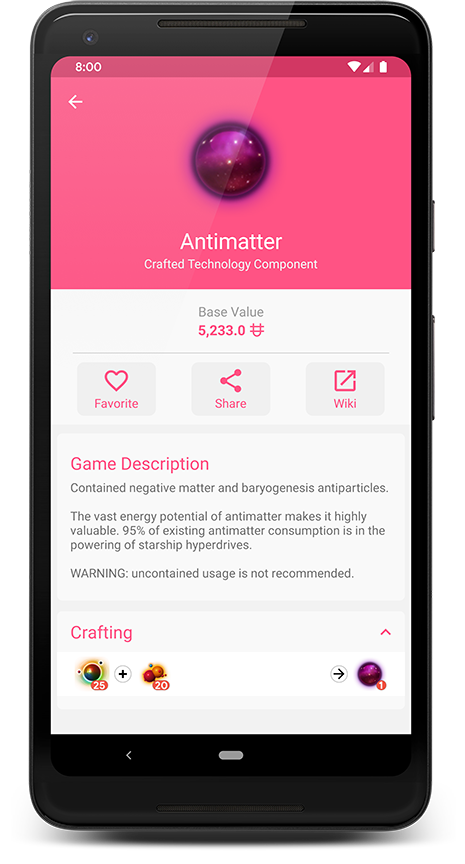 8:00
Antimatter
Crafted Technology Component
Base Value
5,233.0
Favorite
Share
Wiki
Game Description
Contained negative matter and baryogenesis antiparticles.
The vast energy potential of antimatter makes it highly
valuable. 95% of existing antimatter consumption is in the
powering of starship hyperdrives.
WARNING: uncontained usage is not recommended.
Crafting
25 20 1